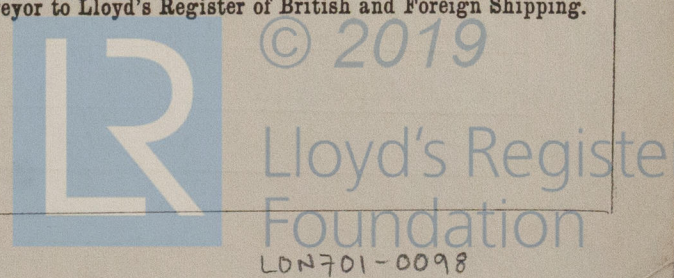 eyor to Lloyd's Register of British and Foreign Shipping.
© 2019
LR
Lloyd's Registe
Foundation
LON701-0098